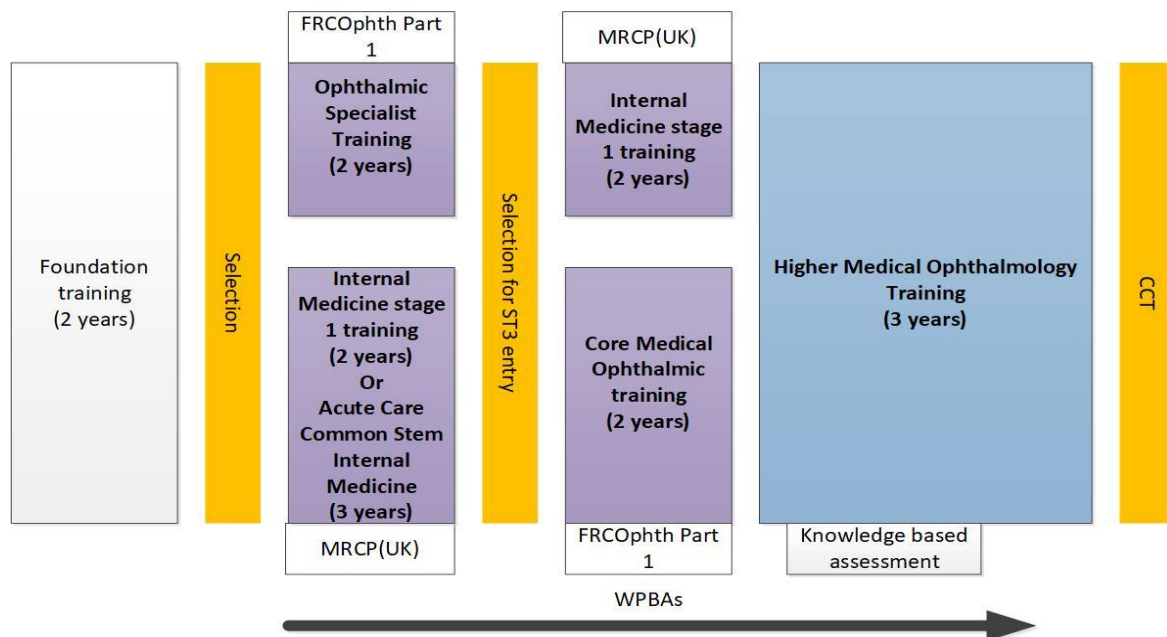 Foundation
training
(2 years)
Selection
FRCOphth Part
1
Ophthalmic
Specialist
Training
(2 years)
Internal
Medicine stage
1 training
(2 years)
Or
Acute Care
Common Stem
Internal
Medicine
(3 years)
MRCP(UK)
Selection for ST3 entry
MRCP(UK)
Internal
Medicine stage
1 training
(2 years)
Core Medical
Ophthalmic
training
(2 years)
FRCOphth Part
1
Higher Medical Ophthalmology
Training
(3 years)
Knowledge based
assessment
CCT
WPBAs